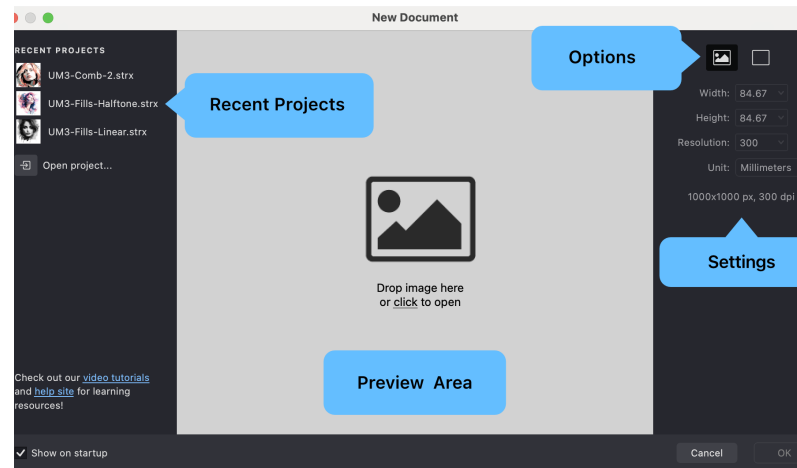 New Document
RECENT PROJECTS
UM3-Comb-2.strx
UM3-Fills-Halftone.strx
UM3-Fills-Linear.strx
Open project...
Recent Projects
Options
Width: 84.67
Height: 84.67
Resolution: 300
Unit: Millimeters
1000x1000 px, 300 dpi
Settings
Drop image here
or click to open
Preview Area
Check out our video tutorials
and help site for learning
resources!
Show on startup
Cancel
OK